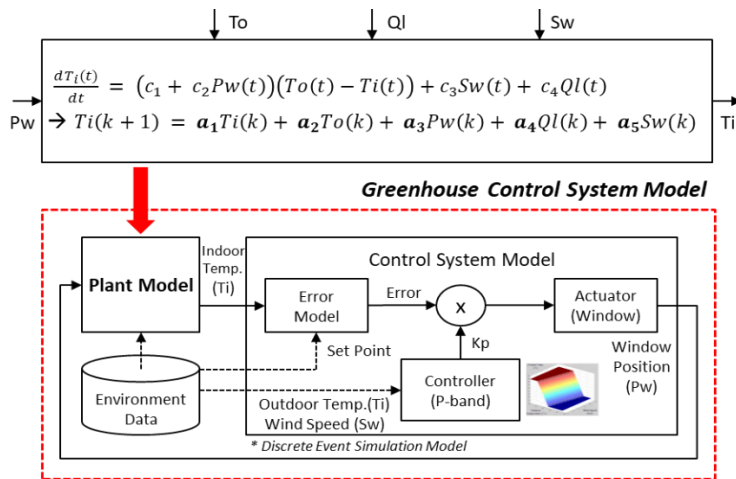 To
Ql
Sw
dTi(t)/dt = (c1 + c2Pw(t))(To(t) − Ti(t)) + c3Sw(t) + c4Ql(t)
Pw
→ Ti(k + 1) = a1Ti(k) + a2To(k) + a3Pw(k) + a4Ql(k) + a5Sw(k)
Ti
Greenhouse Control System Model
Plant Model
Indoor
Temp.
(Ti)
Control System Model
Error
Model
Error
x
Actuator
(Window)
Set Point
Kp
Window
Position
(Pw)
Environment
Data
Controller
(P-band)
Outdoor Temp.(Ti)
Wind Speed (Sw)
* Discrete Event Simulation Model